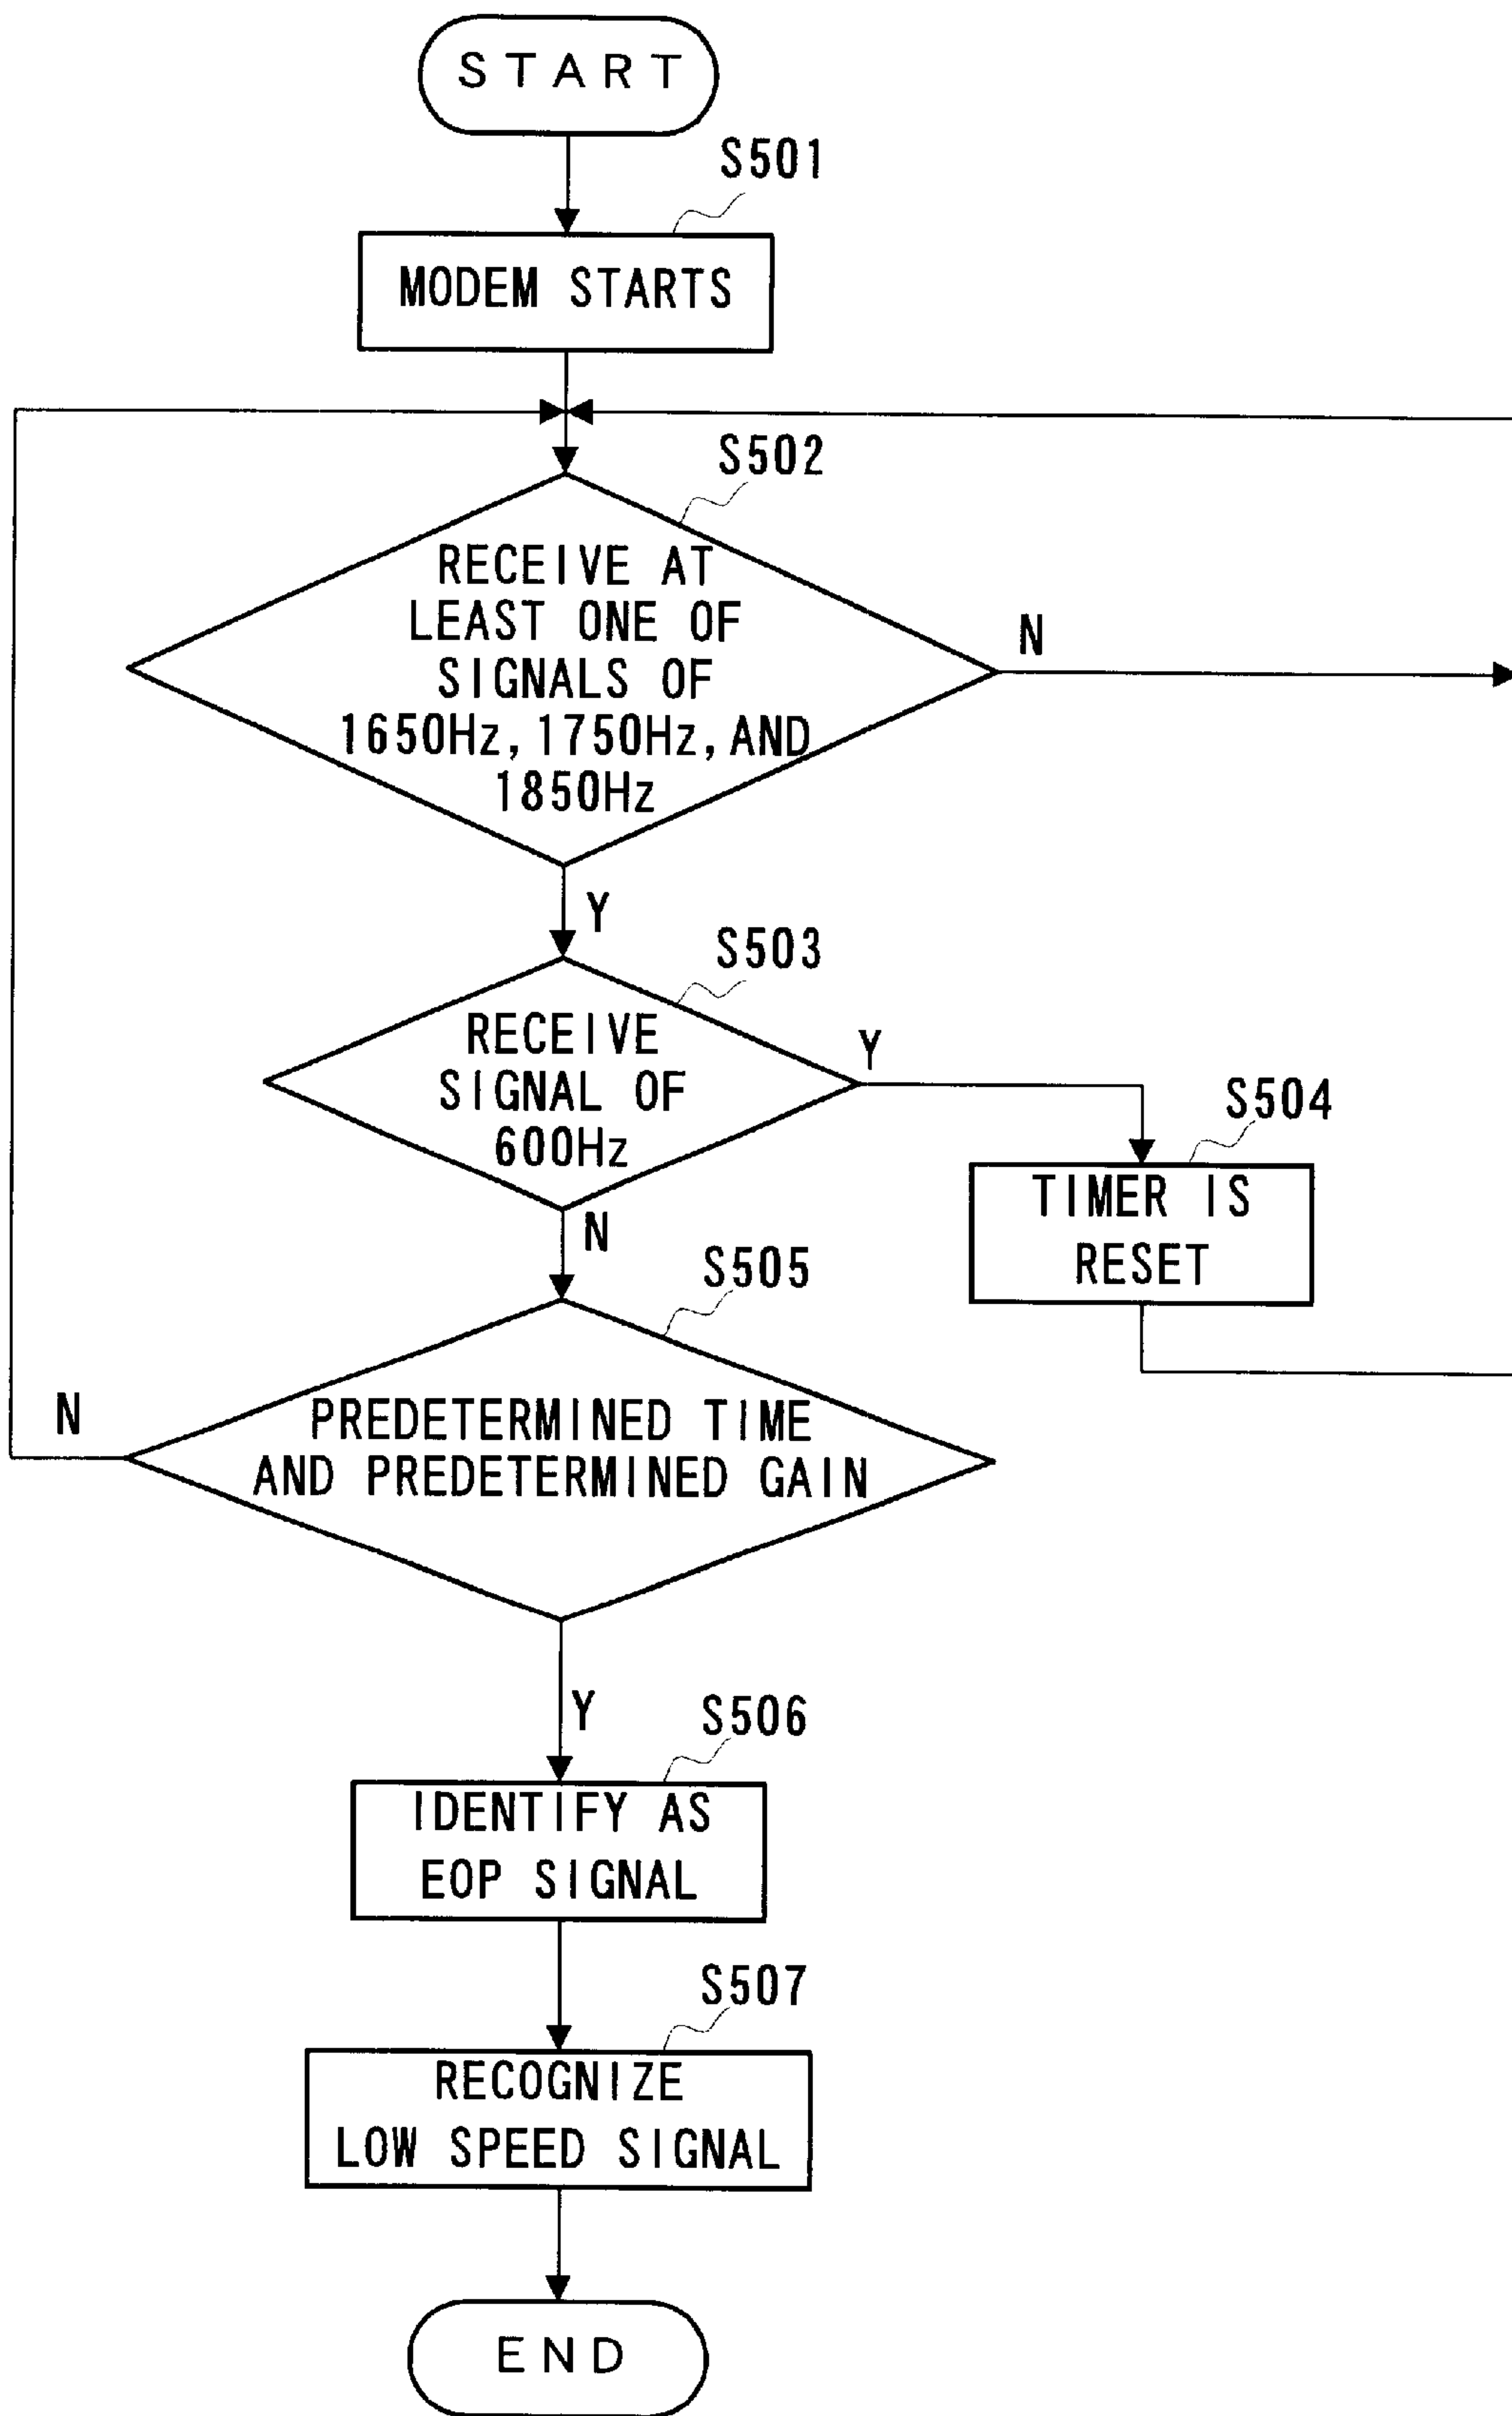 START
S501
MODEM STARTS
S502
RECEIVE AT
LEAST ONE OF
SIGNALS OF
1650Hz, 1750Hz, AND
1850Hz
N
Y
S503
RECEIVE
SIGNAL OF
600Hz
Y
S504
TIMER IS
RESET
N
S505
PREDETERMINED TIME
AND PREDETERMINED GAIN
N
Y
S506
IDENTIFY AS
EOP SIGNAL
S507
RECOGNIZE
LOW SPEED SIGNAL
END